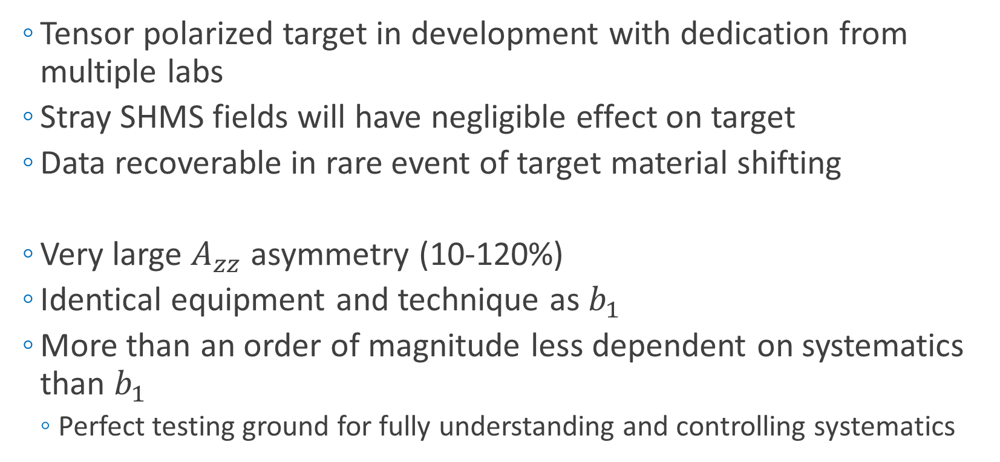 ◦ Tensor polarized target in development with dedication from
multiple labs
◦ Stray SHMS fields will have negligible effect on target
◦ Data recoverable in rare event of target material shifting
◦ Very large A_zz asymmetry (10-120%)
◦ Identical equipment and technique as b_1
◦ More than an order of magnitude less dependent on systematics
than b_1
◦ Perfect testing ground for fully understanding and controlling systematics